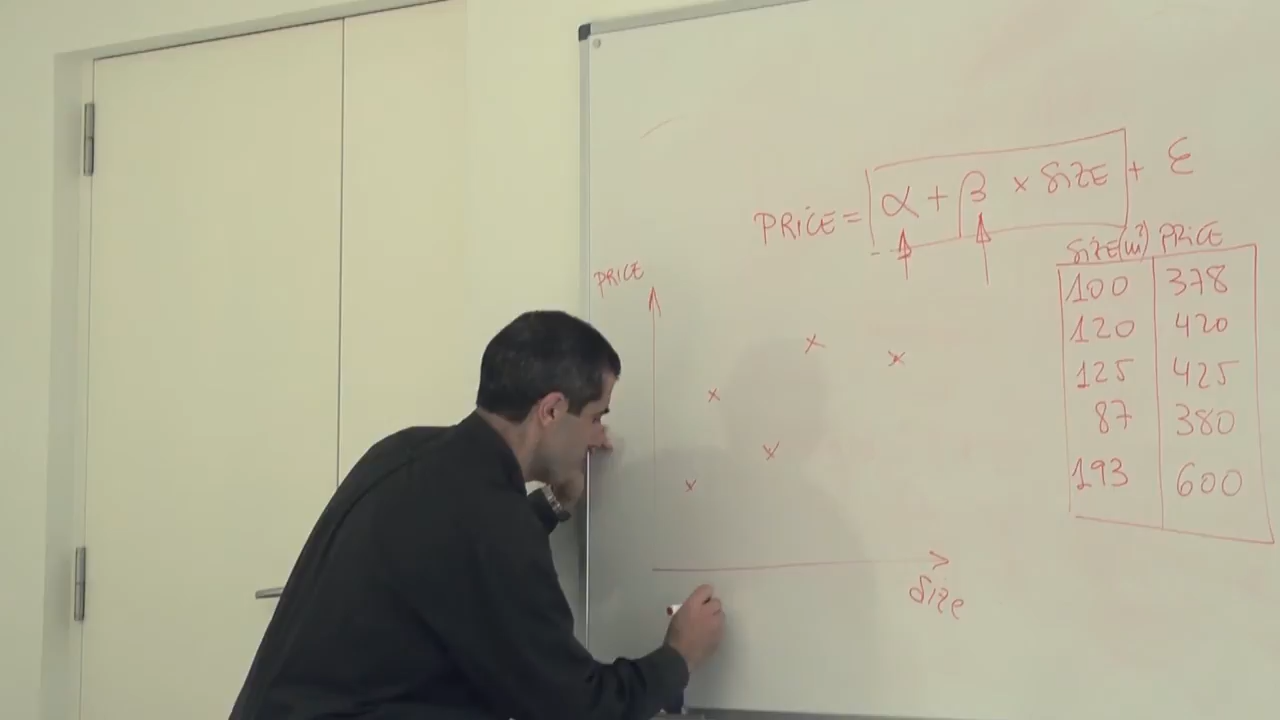 PRICE = α + β × SIZE + ε
SIZE(m²) PRICE
100 378
120 420
125 425
87 380
193 600
PRICE
Size